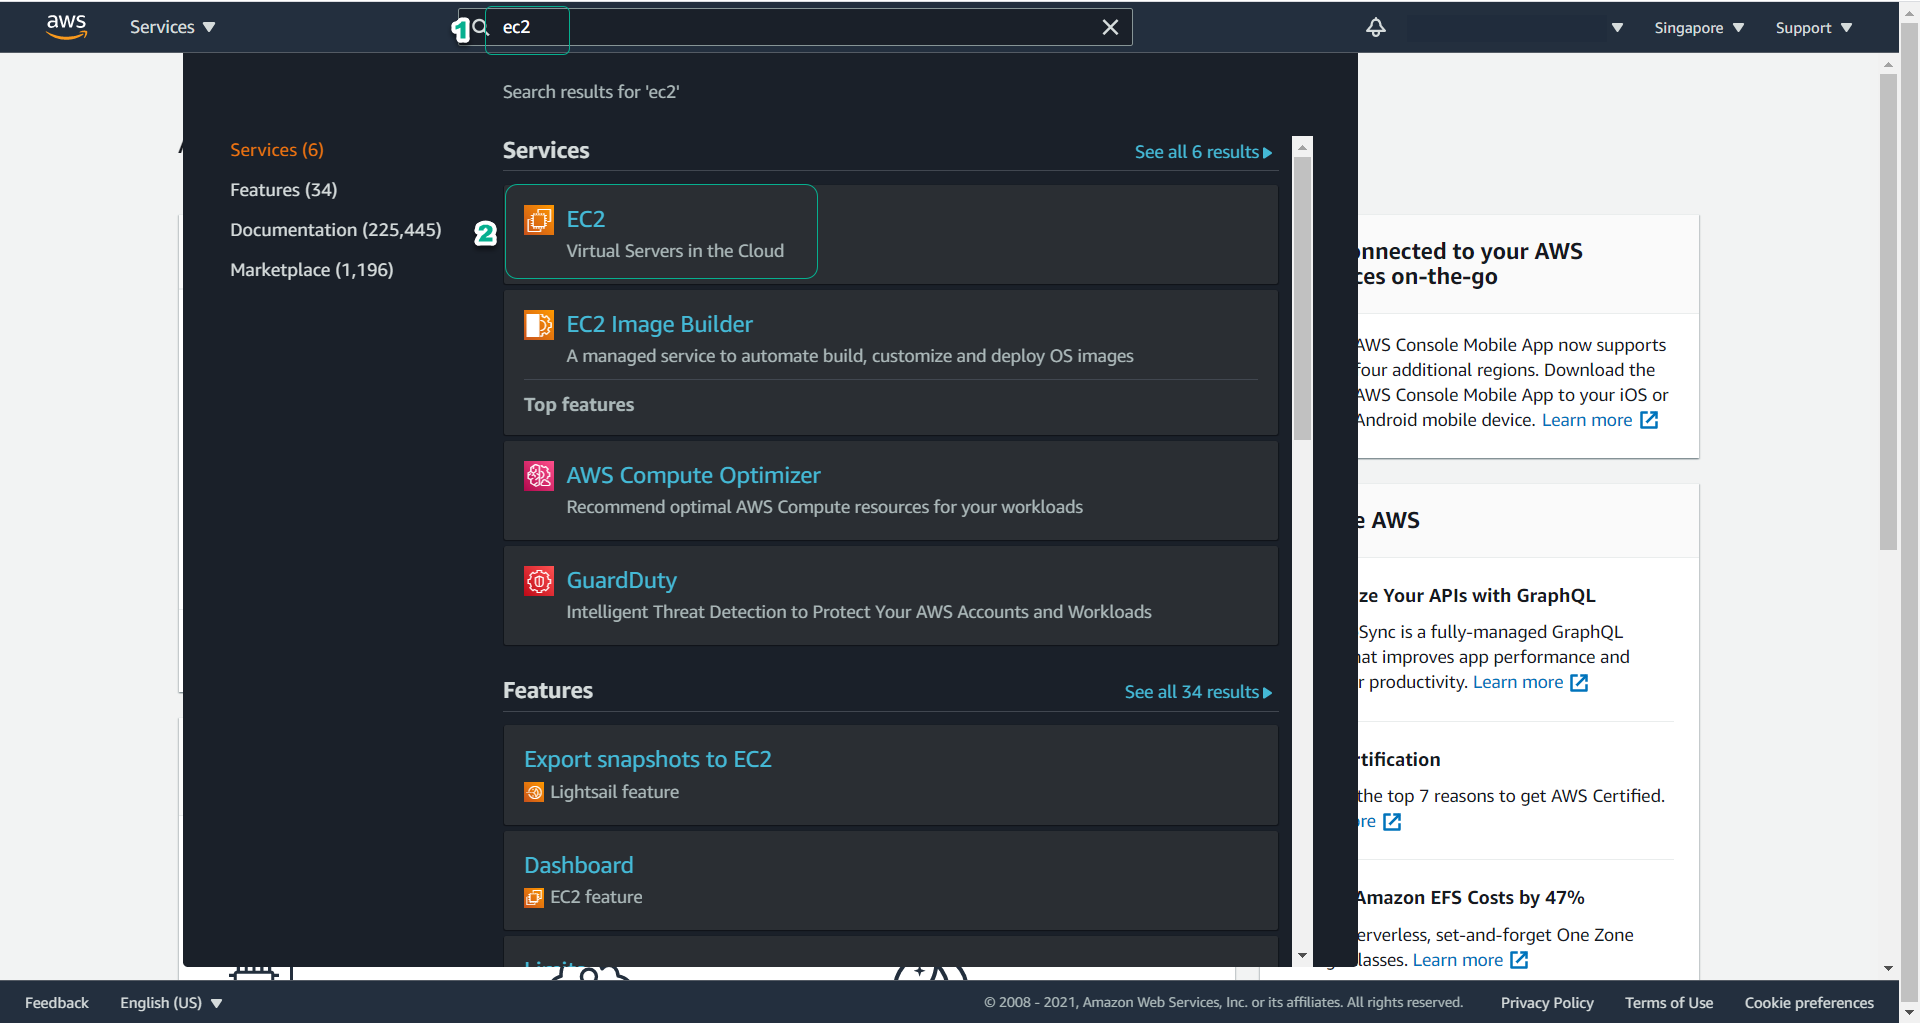 aws
Services
1
ec2
Singapore
Support
Search results for 'ec2'
Services (6)
Features (34)
Documentation (225,445)
Marketplace (1,196)
Services
See all 6 results
2
EC2
Virtual Servers in the Cloud
EC2 Image Builder
A managed service to automate build, customize and deploy OS images
Top features
AWS Compute Optimizer
Recommend optimal AWS Compute resources for your workloads
GuardDuty
Intelligent Threat Detection to Protect Your AWS Accounts and Workloads
Features
See all 34 results
Export snapshots to EC2
Lightsail feature
Dashboard
EC2 feature
Limits
onnected to your AWS
ces on-the-go
AWS Console Mobile App now supports
four additional regions. Download the
AWS Console Mobile App to your iOS or
Android mobile device. Learn more
e AWS
ze Your APIs with GraphQL
Sync is a fully-managed GraphQL
hat improves app performance and
r productivity. Learn more
rtification
the top 7 reasons to get AWS Certified.
ore
Amazon EFS Costs by 47%
erverless, set-and-forget One Zone
lasses. Learn more
Feedback
English (US)
© 2008 - 2021, Amazon Web Services, Inc. or its affiliates. All rights reserved.
Privacy Policy
Terms of Use
Cookie preferences